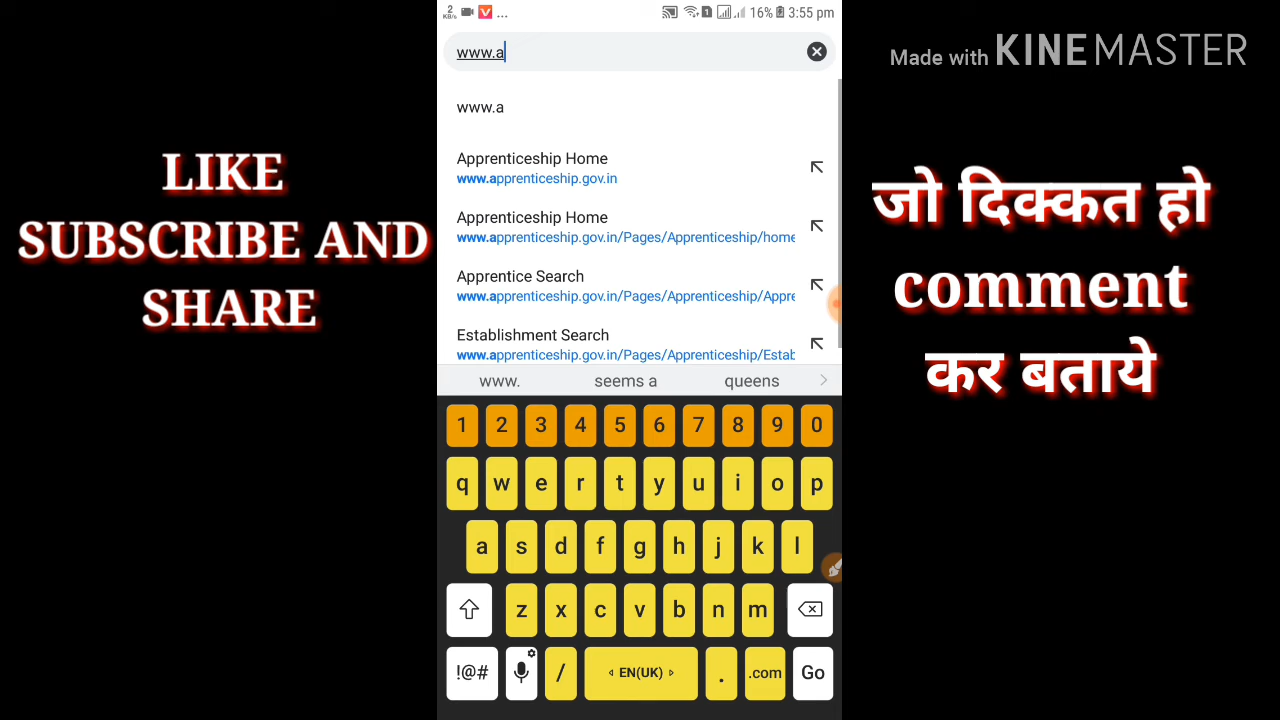 2
KB/s
...
16%
3:55 pm
Made with KINEMASTER
www.a
www.a
Apprenticeship Home
www.apprenticeship.gov.in
Apprenticeship Home
www.apprenticeship.gov.in/Pages/Apprenticeship/home
Apprentice Search
www.apprenticeship.gov.in/Pages/Apprenticeship/Appre
Establishment Search
www.apprenticeship.gov.in/Pages/Apprenticeship/Estab
www. seems a queens
1 2 3 4 5 6 7 8 9 0
q w e r t y u i o p
a s d f g h j k l
z x c v b n m
!@# / EN(UK) . .com Go
LIKE
SUBSCRIBE AND
SHARE
जो दिक्कत हो
comment
कर बताये